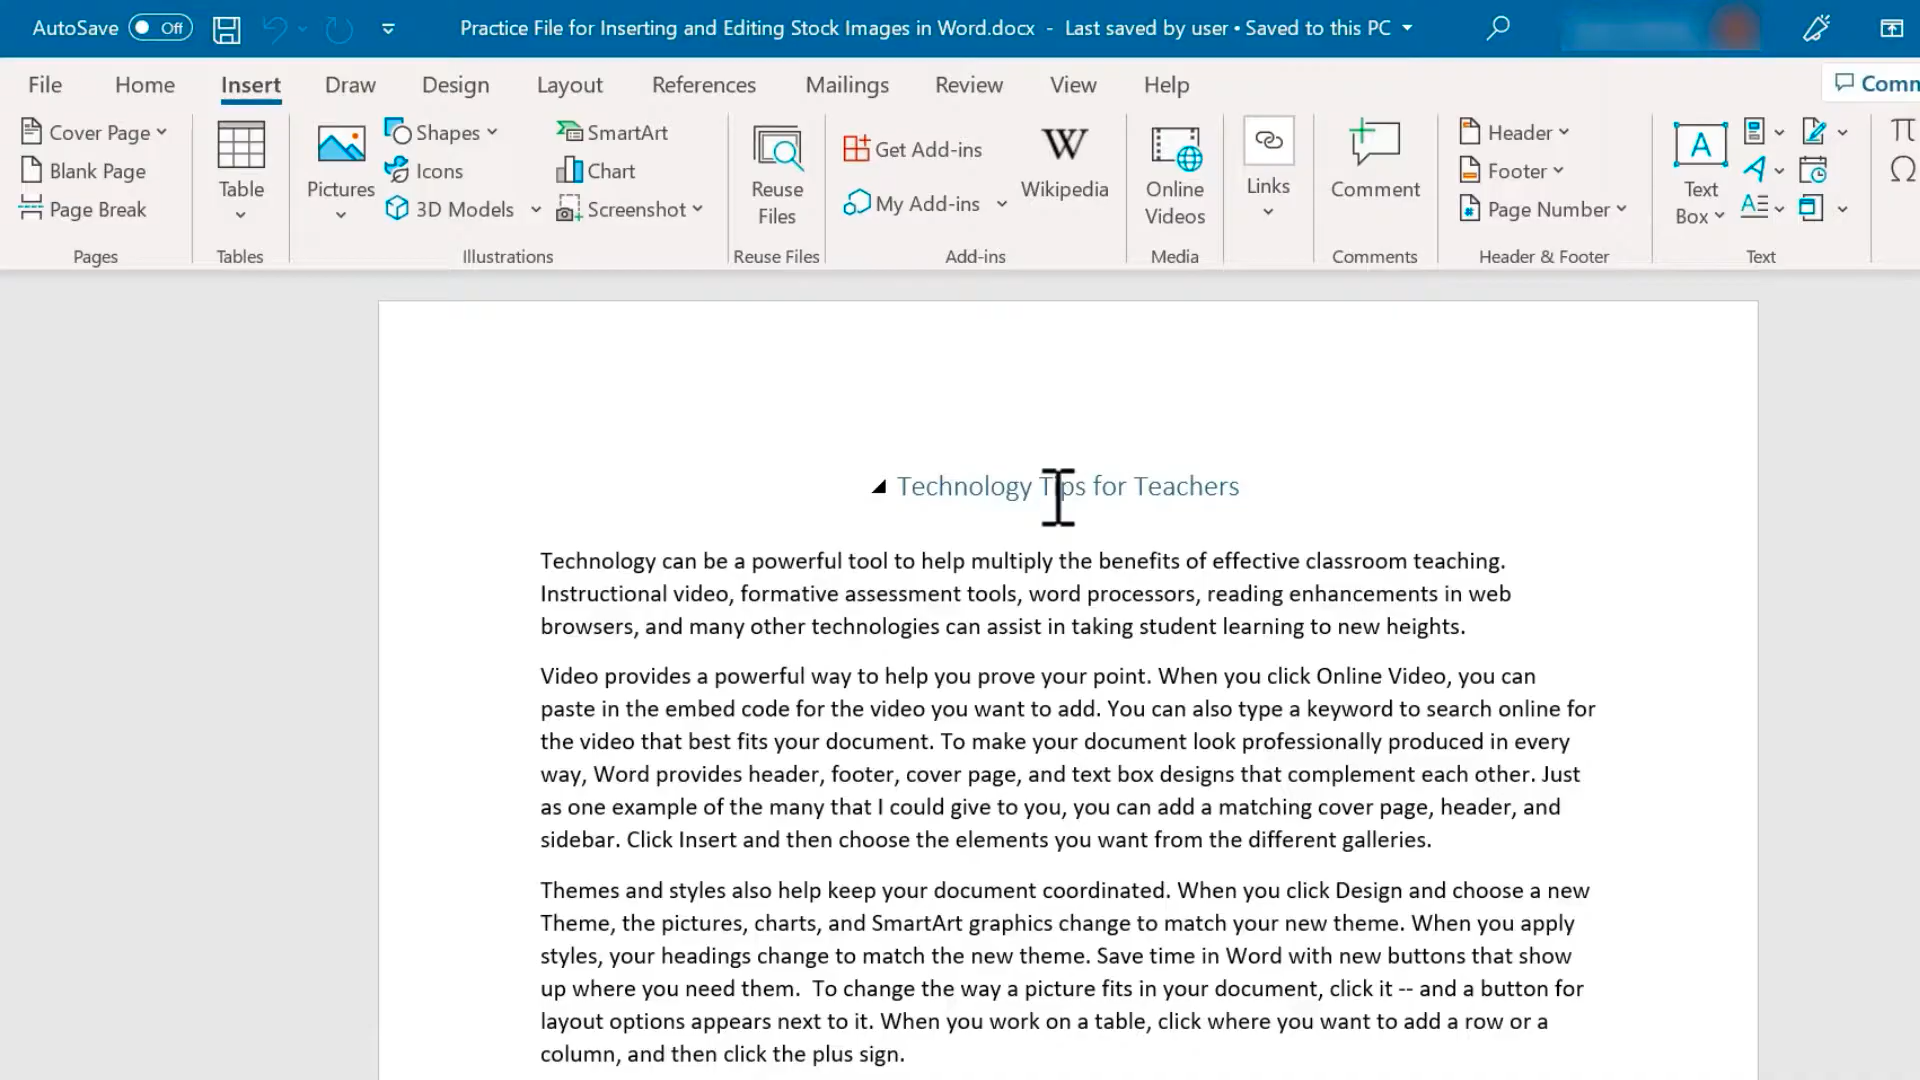 AutoSave Off Practice File for Inserting and Editing Stock Images in Word.docx - Last saved by user • Saved to this PC
File Home Insert Draw Design Layout References Mailings Review View Help Comm
Cover Page
Blank Page
Page Break
Pages
Table
Tables
Pictures
Shapes
Icons
3D Models
SmartArt
Chart
Screenshot
Illustrations
Reuse
Files
Reuse Files
Get Add-ins
My Add-ins
W
Wikipedia
Add-ins
Online
Videos
Media
Links
Comment
Comments
Header
Footer
# Page Number
Header & Footer
A
Text
Box
A
A
Text
π
Ω
Technology Tips for Teachers
Technology can be a powerful tool to help multiply the benefits of effective classroom teaching.
Instructional video, formative assessment tools, word processors, reading enhancements in web
browsers, and many other technologies can assist in taking student learning to new heights.
Video provides a powerful way to help you prove your point. When you click Online Video, you can
paste in the embed code for the video you want to add. You can also type a keyword to search online for
the video that best fits your document. To make your document look professionally produced in every
way, Word provides header, footer, cover page, and text box designs that complement each other. Just
as one example of the many that I could give to you, you can add a matching cover page, header, and
sidebar. Click Insert and then choose the elements you want from the different galleries.
Themes and styles also help keep your document coordinated. When you click Design and choose a new
Theme, the pictures, charts, and SmartArt graphics change to match your new theme. When you apply
styles, your headings change to match the new theme. Save time in Word with new buttons that show
up where you need them.  To change the way a picture fits in your document, click it -- and a button for
layout options appears next to it. When you work on a table, click where you want to add a row or a
column, and then click the plus sign.